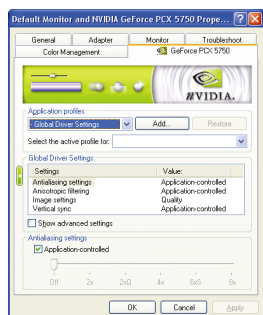 Default Monitor and NVIDIA GeForce PCX 5750 Prope...
General Adapter Monitor Troubleshoot
Color Management GeForce PCX 5750
NVIDIA.
Application profiles
- Global Driver Settings Add... Restore
Select the active profile for:
Global Driver Settings
Settings Value:
Antialiasing settings Application-controlled
Anisotropic filtering Application-controlled
Image settings Quality
Vertical sync Application-controlled
Show advanced settings
Antialiasing settings
Application-controlled
Off 2x 2xQ 4x 6xS 8x
OK Cancel Apply